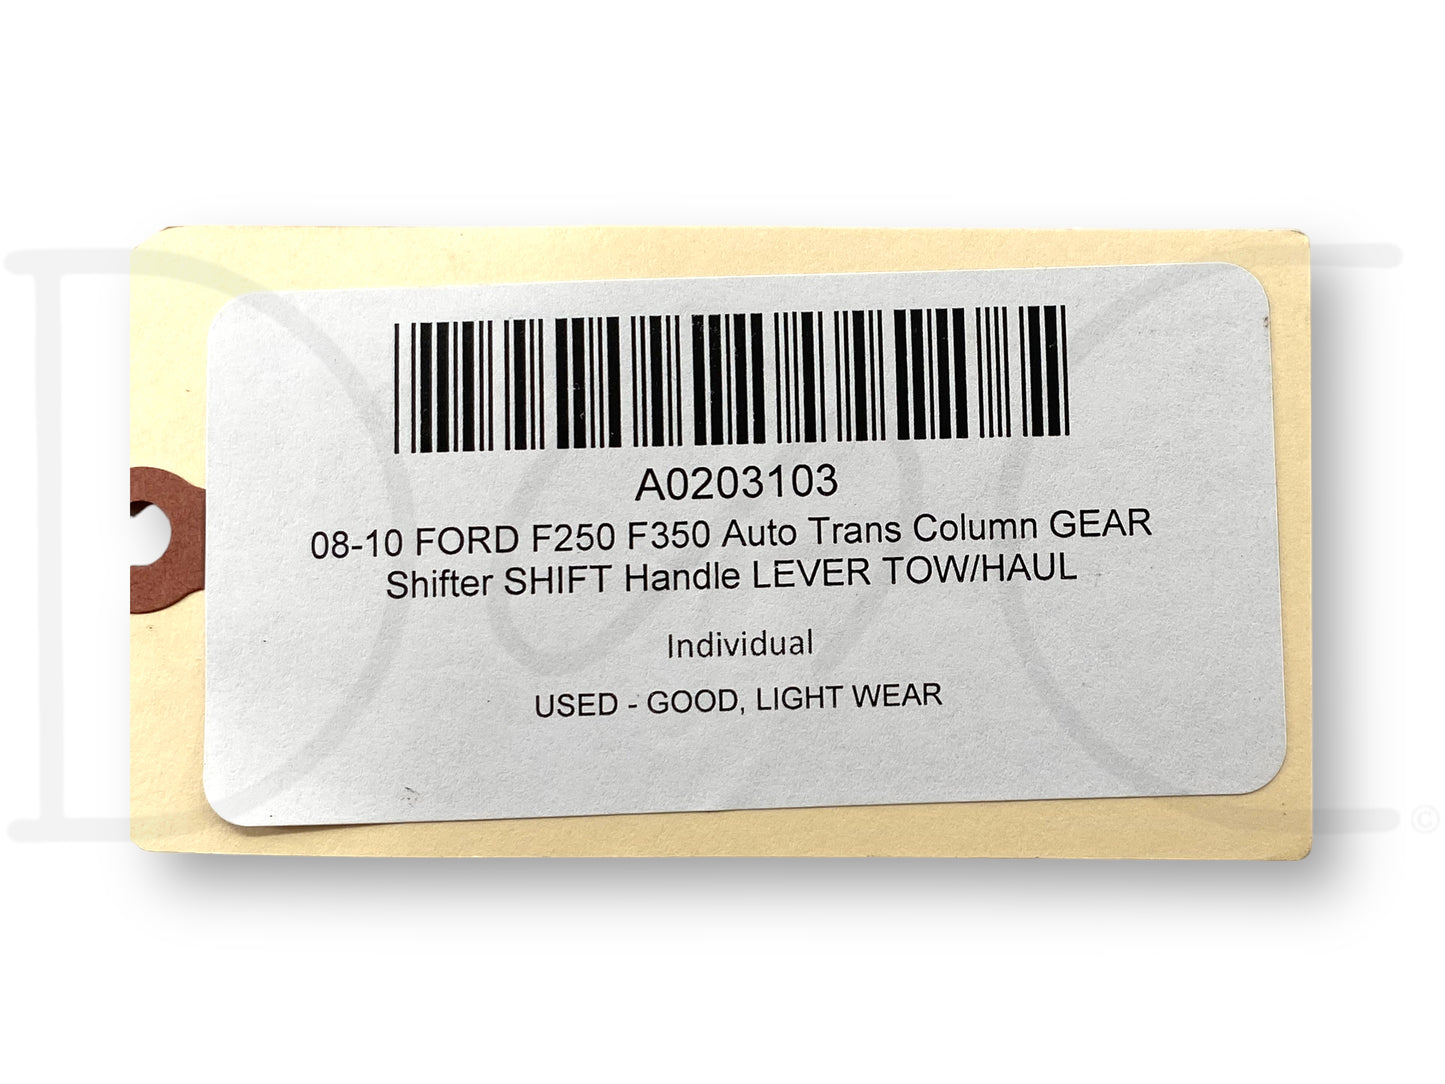 A0203103
08-10 FORD F250 F350 Auto Trans Column GEAR
Shifter SHIFT Handle LEVER TOW/HAUL
Individual
USED - GOOD, LIGHT WEAR
©